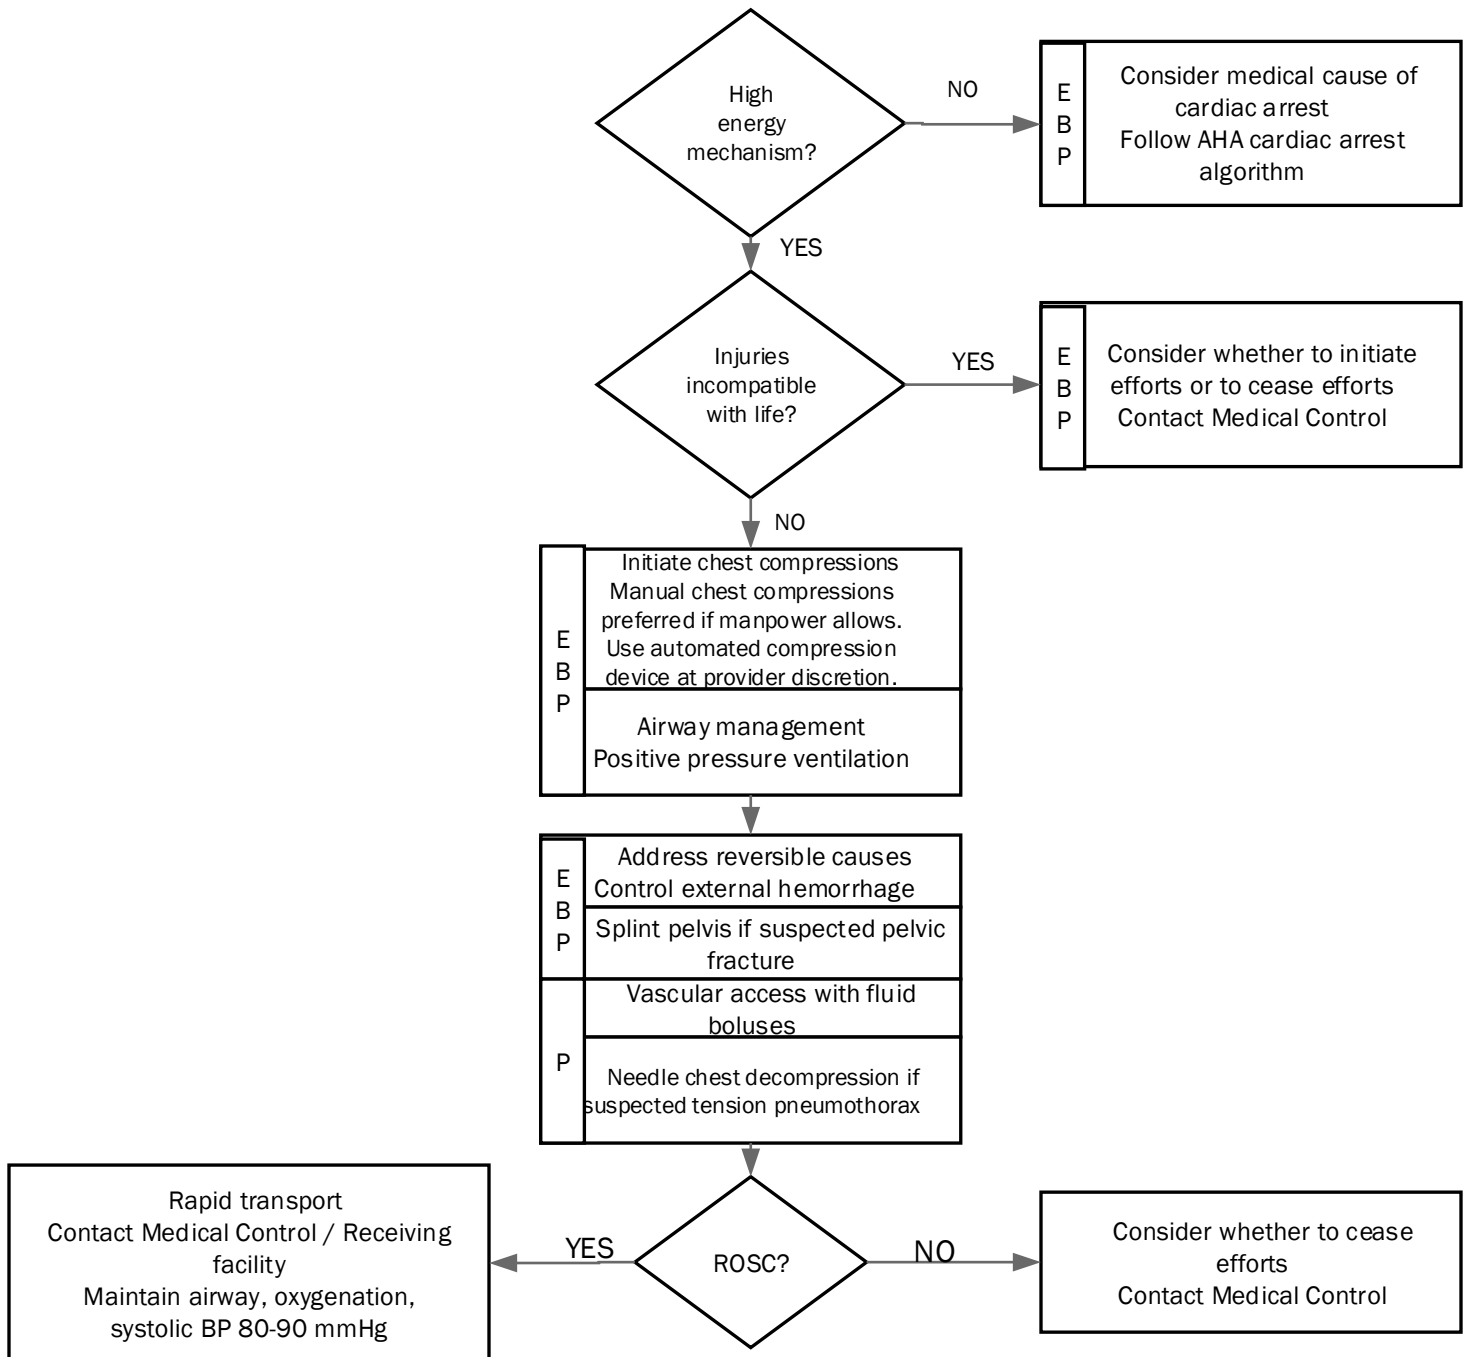 High
energy
mechanism?
NO
E
B
P
Consider medical cause of
cardiac arrest
Follow AHA cardiac arrest
algorithm
YES
Injuries
incompatible
with life?
YES
E
B
P
Consider whether to initiate
efforts or to cease efforts
Contact Medical Control
NO
E
B
P
Initiate chest compressions
Manual chest compressions
preferred if manpower allows.
Use automated compression
device at provider discretion.
Airway management
Positive pressure ventilation
E
B
P
Address reversible causes
Control external hemorrhage
Splint pelvis if suspected pelvic
fracture
P
Vascular access with fluid
boluses
Needle chest decompression if
suspected tension pneumothorax
ROSC?
YES
Rapid transport
Contact Medical Control / Receiving
facility
Maintain airway, oxygenation,
systolic BP 80-90 mmHg
NO
Consider whether to cease
efforts
Contact Medical Control